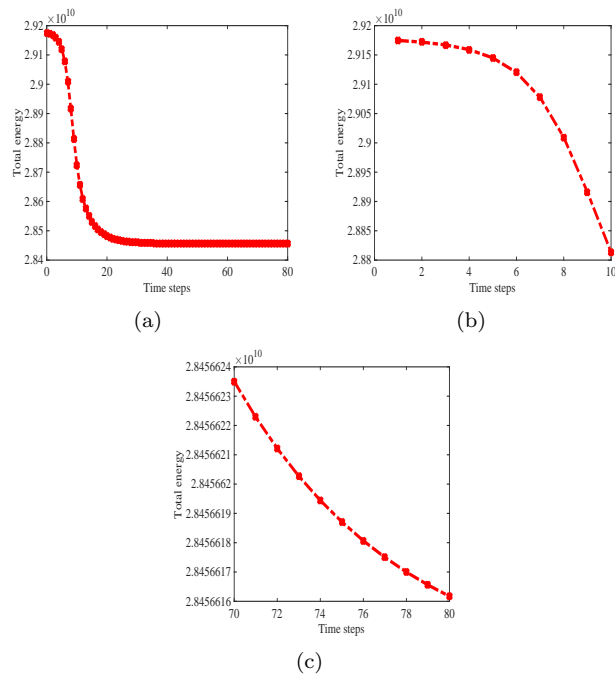 ×10^10
2.92
2.91
2.9
2.89
2.88
2.87
2.86
2.85
2.84
0 20 40 60 80
Total energy
Time steps
(a)
×10^10
2.92
2.915
2.91
2.905
2.9
2.895
2.89
2.885
2.88
0 2 4 6 8 10
Total energy
Time steps
(b)
×10^10
2.8456624
2.8456623
2.8456622
2.8456621
2.845662
2.8456619
2.8456618
2.8456617
2.8456616
70 72 74 76 78 80
Total energy
Time steps
(c)